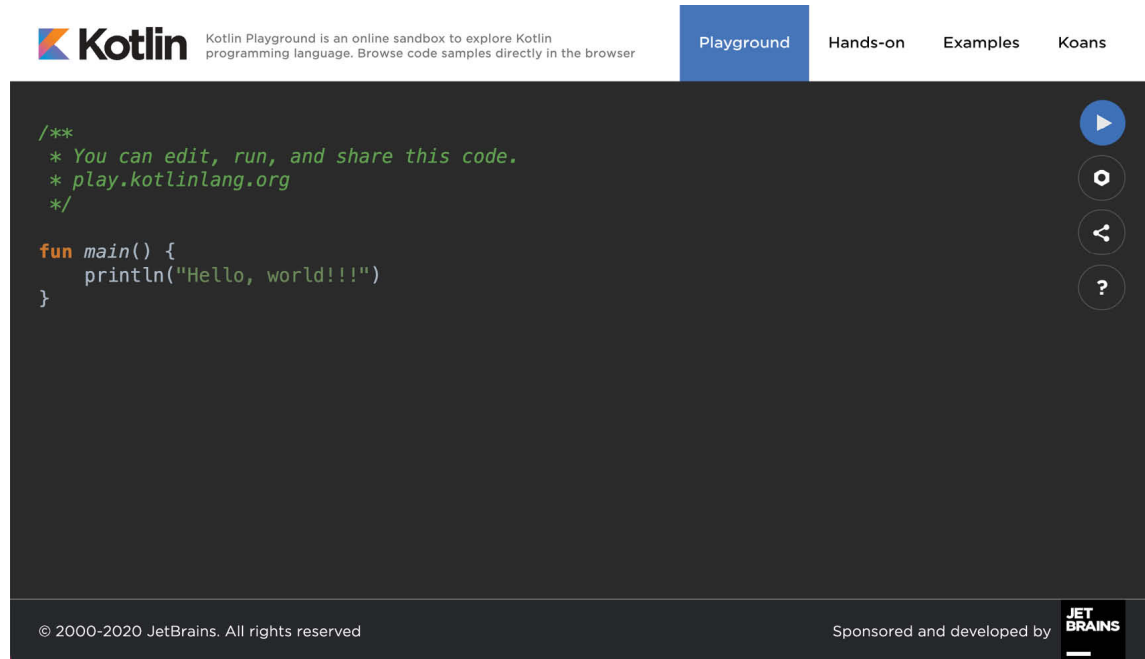 Kotlin
Kotlin Playground is an online sandbox to explore Kotlin
programming language. Browse code samples directly in the browser
Playground
Hands-on
Examples
Koans
/**
 * You can edit, run, and share this code.
 * play.kotlinlang.org
 */
fun main() {
    println("Hello, world!!!")
}
?
© 2000-2020 JetBrains. All rights reserved
Sponsored and developed by
JET
BRAINS